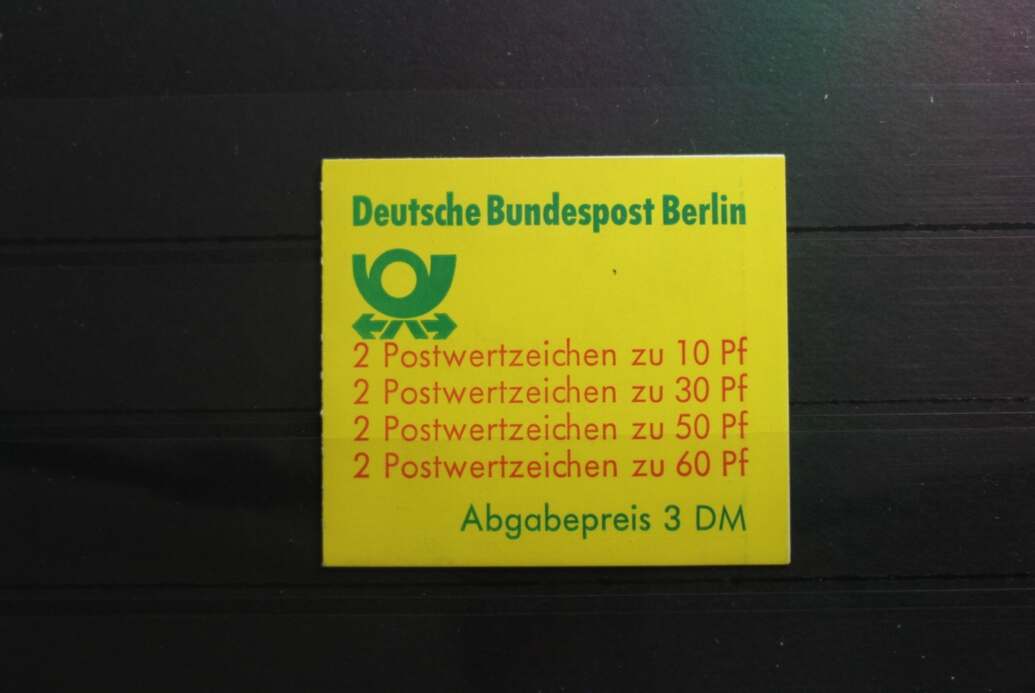 Deutsche Bundespost Berlin
2 Postwertzeichen zu 10 Pf
2 Postwertzeichen zu 30 Pf
2 Postwertzeichen zu 50 Pf
2 Postwertzeichen zu 60 Pf
Abgabepreis 3 DM